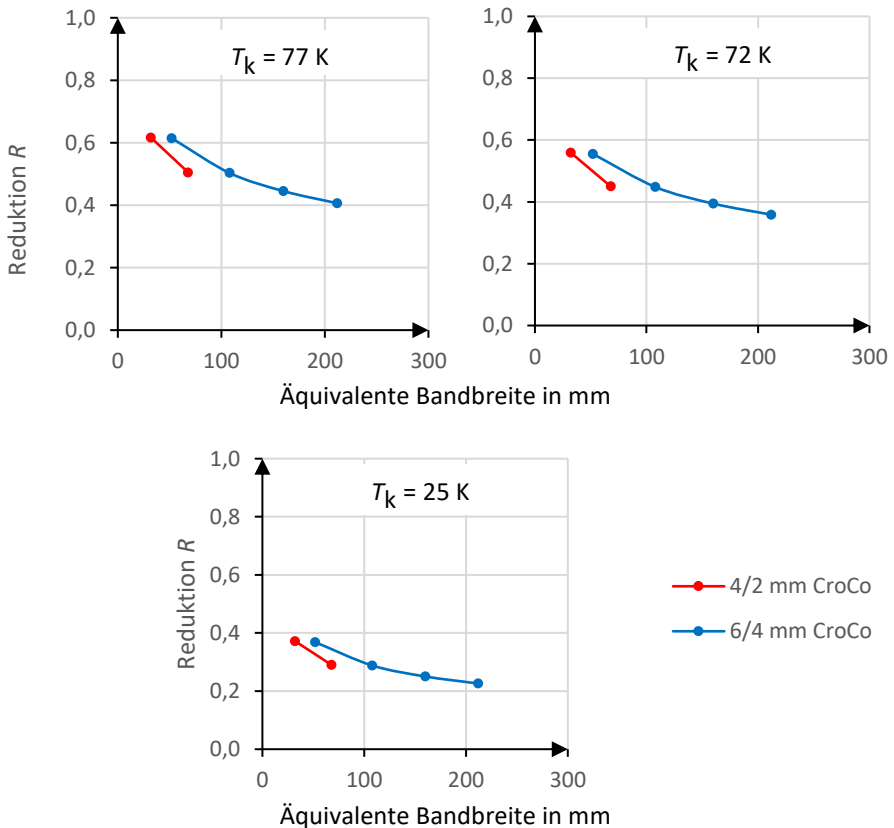 1,0
0,8
0,6
0,4
0,2
0,0
Reduktion R
Tk = 77 K
0 100 200 300
1,0
0,8
0,6
0,4
0,2
0,0
Tk = 72 K
0 100 200 300
Äquivalente Bandbreite in mm
1,0
0,8
0,6
0,4
0,2
0,0
Reduktion R
Tk = 25 K
0 100 200 300
Äquivalente Bandbreite in mm
4/2 mm CroCo
6/4 mm CroCo